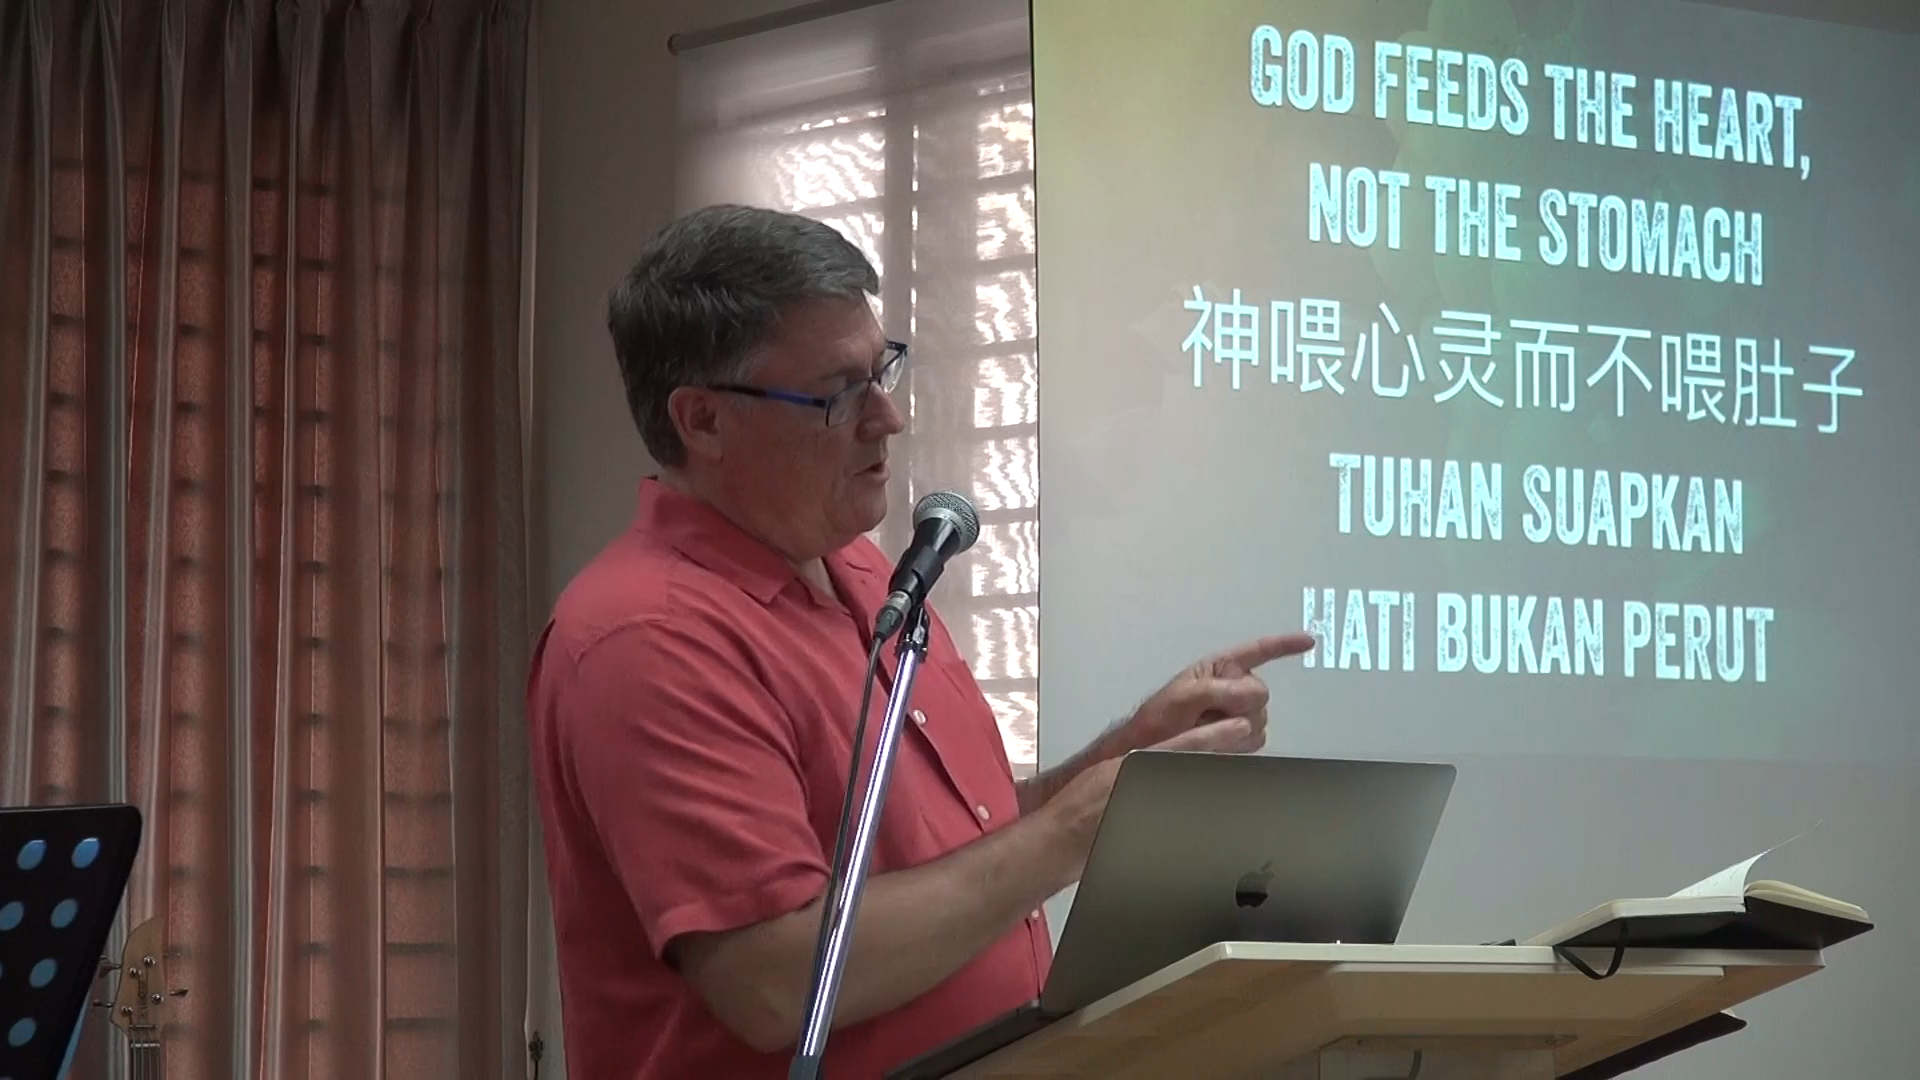 GOD FEEDS THE HEART,
NOT THE STOMACH
神喂心灵而不喂肚子
TUHAN SUAPKAN
HATI BUKAN PERUT